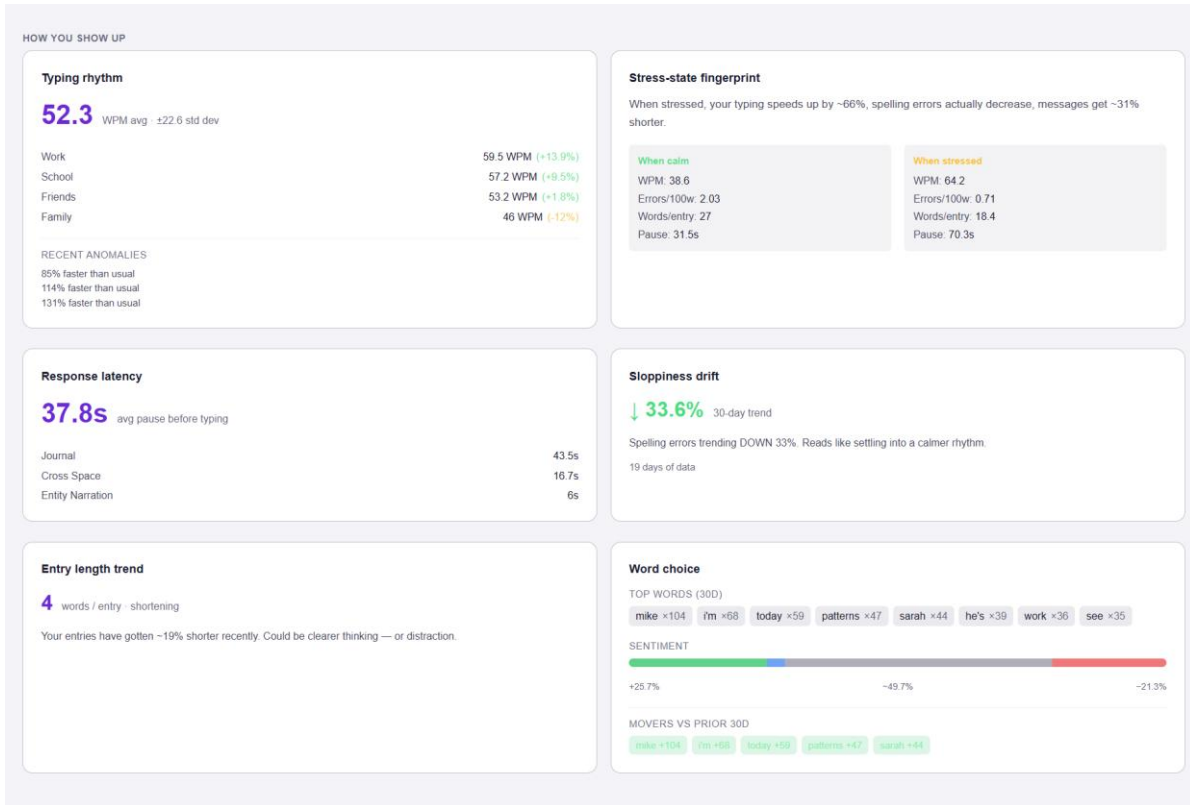 HOW YOU SHOW UP
Typing rhythm
52.3 WPM avg · ±22.6 std dev
Work 59.5 WPM (+13.9%)
School 57.2 WPM (+9.5%)
Friends 53.2 WPM (+1.8%)
Family 46 WPM (-12%)
RECENT ANOMALIES
85% faster than usual
114% faster than usual
131% faster than usual
Stress-state fingerprint
When stressed, your typing speeds up by ~66%, spelling errors actually decrease, messages get ~31%
shorter.
When calm
WPM: 38.6
Errors/100w: 2.03
Words/entry: 27
Pause: 31.5s
When stressed
WPM: 64.2
Errors/100w: 0.71
Words/entry: 18.4
Pause: 70.3s
Response latency
37.8s avg pause before typing
Journal 43.5s
Cross Space 16.7s
Entity Narration 6s
Sloppiness drift
↓ 33.6% 30-day trend
Spelling errors trending DOWN 33%. Reads like settling into a calmer rhythm.
19 days of data
Entry length trend
4 words / entry · shortening
Your entries have gotten ~19% shorter recently. Could be clearer thinking — or distraction.
Word choice
TOP WORDS (30D)
mike ×104 i'm ×68 today ×59 patterns ×47 sarah ×44 he's ×39 work ×36 see ×35
SENTIMENT
+25.7% ~49.7% −21.3%
MOVERS VS PRIOR 30D
mike +104 i'm +68 today +59 patterns +47 sarah +44